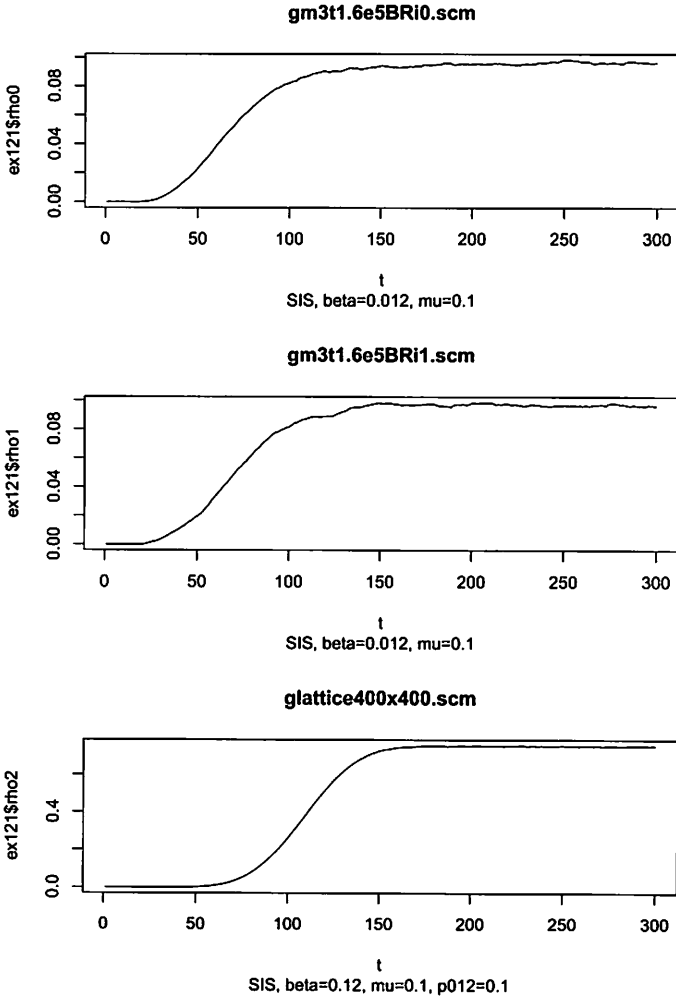 gm3t1.6e5BRi0.scm
ex121$rho0
0.00 0.04 0.08
0 50 100 150 200 250 300
t
SIS, beta=0.012, mu=0.1
gm3t1.6e5BRi1.scm
ex121$rho1
0.00 0.04 0.08
0 50 100 150 200 250 300
t
SIS, beta=0.012, mu=0.1
glattice400x400.scm
ex121$rho2
0.0 0.4
0 50 100 150 200 250 300
t
SIS, beta=0.12, mu=0.1, p012=0.1